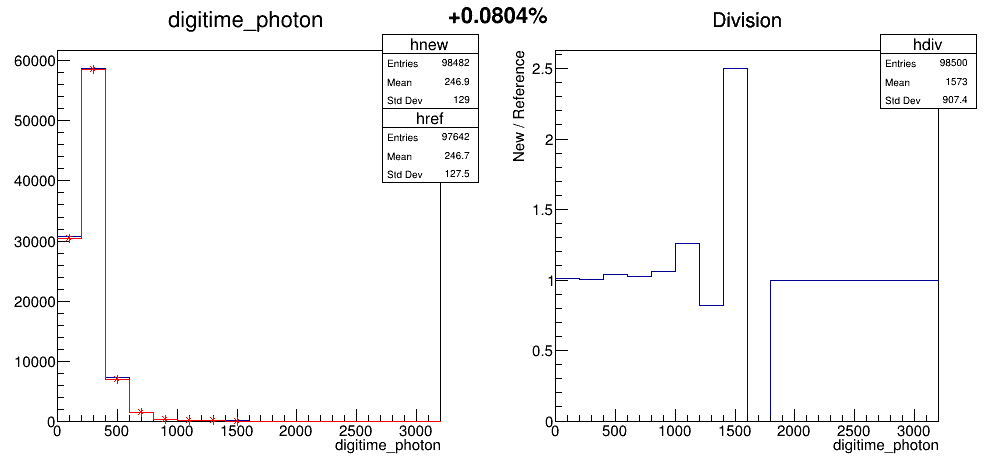 +0.0804%
digitime_photon
hnew
Entries 98482
Mean 246.9
Std Dev 129
href
Entries 97642
Mean 246.7
Std Dev 127.5
60000
50000
40000
30000
20000
10000
0
0 500 1000 1500 2000 2500 3000
digitime_photon
Division
hdiv
Entries 98500
Mean 1573
Std Dev 907.4
New / Reference
2.5
2
1.5
1
0.5
0
0 500 1000 1500 2000 2500 3000
digitime_photon